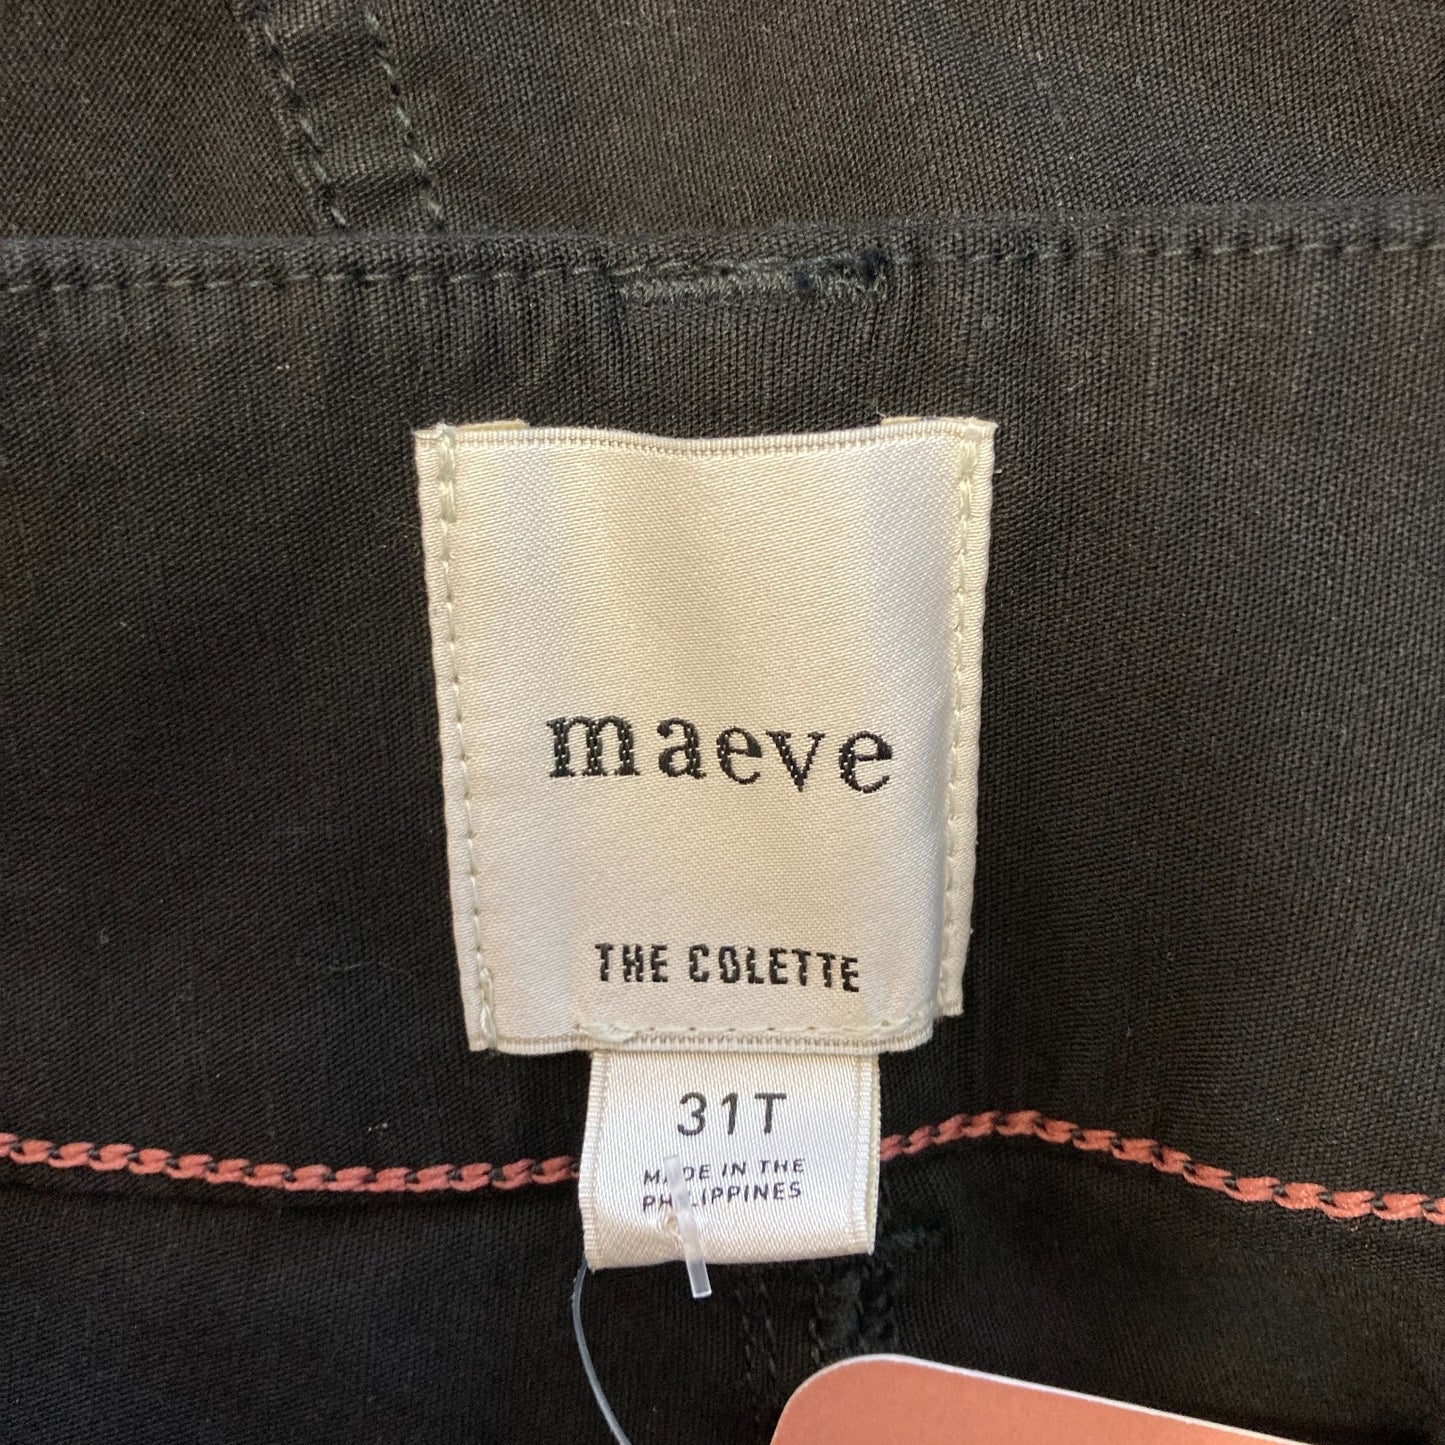 maeve
THE COLETTE
31T
MADE IN THE
PHILIPPINES